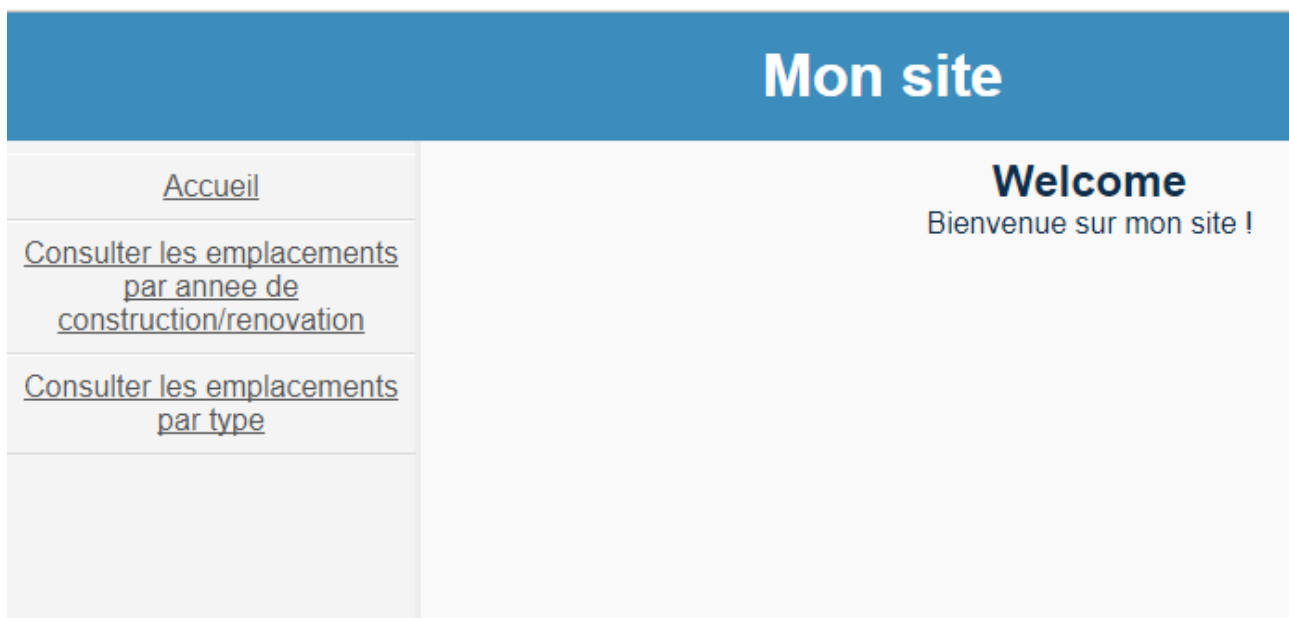 Mon site
Accueil
Consulter les emplacements
par annee de
construction/renovation
Consulter les emplacements
par type
Welcome
Bienvenue sur mon site !